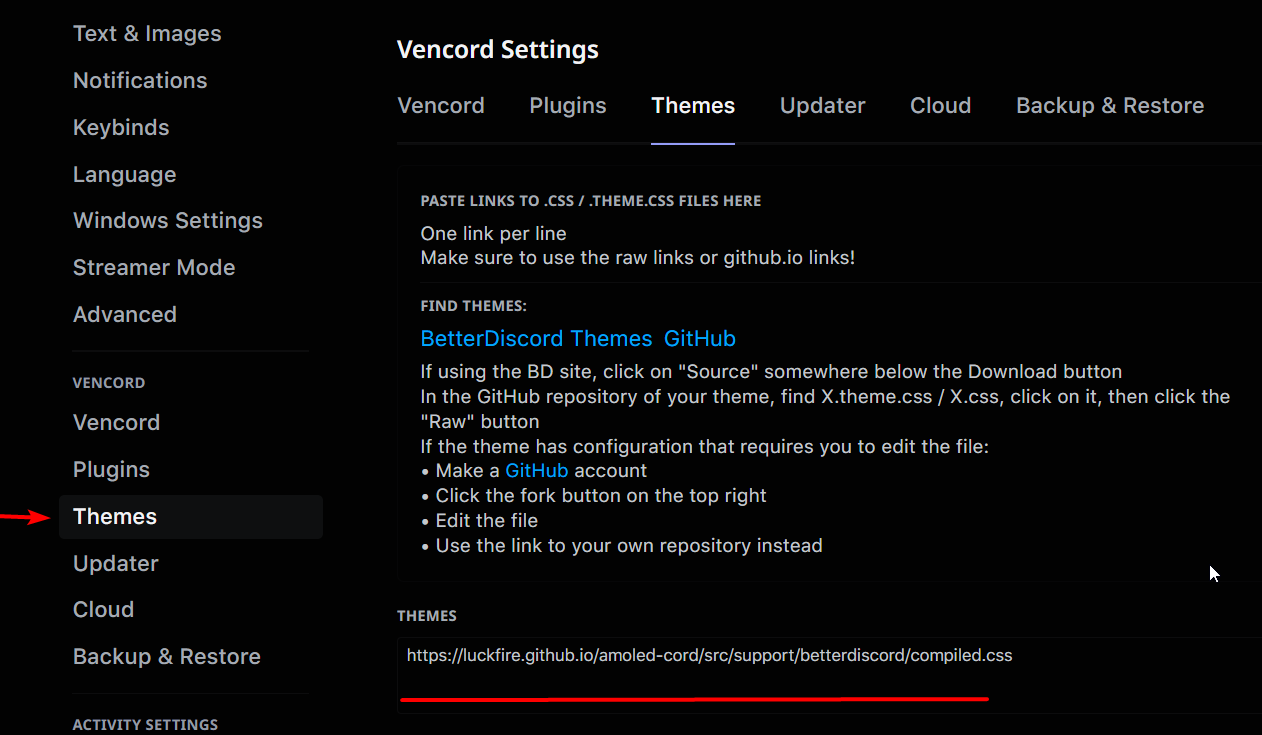 Text & Images
Notifications
Keybinds
Language
Windows Settings
Streamer Mode
Advanced
VENCORD
Vencord
Plugins
Themes
Updater
Cloud
Backup & Restore
ACTIVITY SETTINGS
Vencord Settings
Vencord Plugins Themes Updater Cloud Backup & Restore
PASTE LINKS TO .CSS / .THEME.CSS FILES HERE
One link per line
Make sure to use the raw links or github.io links!
FIND THEMES:
BetterDiscord Themes GitHub
If using the BD site, click on "Source" somewhere below the Download button
In the GitHub repository of your theme, find X.theme.css / X.css, click on it, then click the
"Raw" button
If the theme has configuration that requires you to edit the file:
• Make a GitHub account
• Click the fork button on the top right
• Edit the file
• Use the link to your own repository instead
THEMES
https://luckfire.github.io/amoled-cord/src/support/betterdiscord/compiled.css